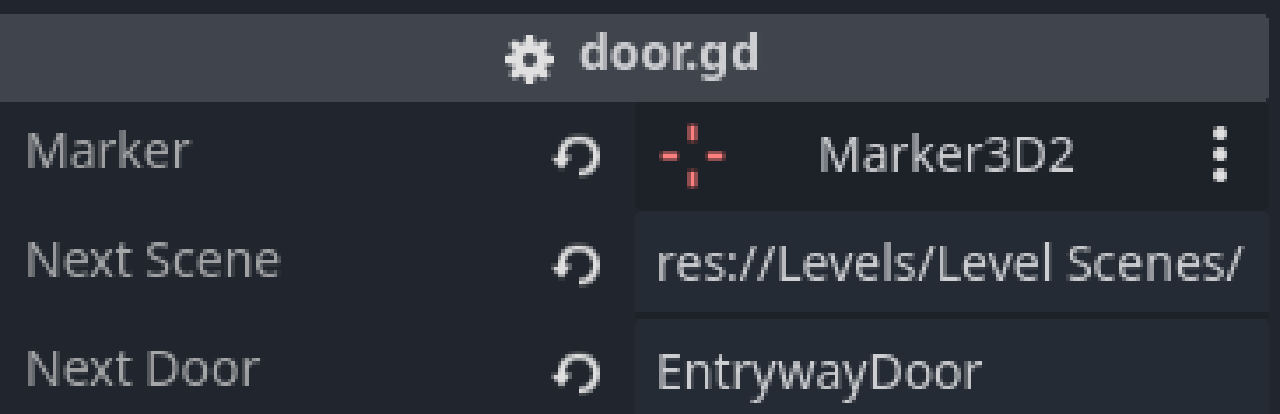 door.gd
Marker Marker3D2
Next Scene res://Levels/Level Scenes/
Next Door EntrywayDoor